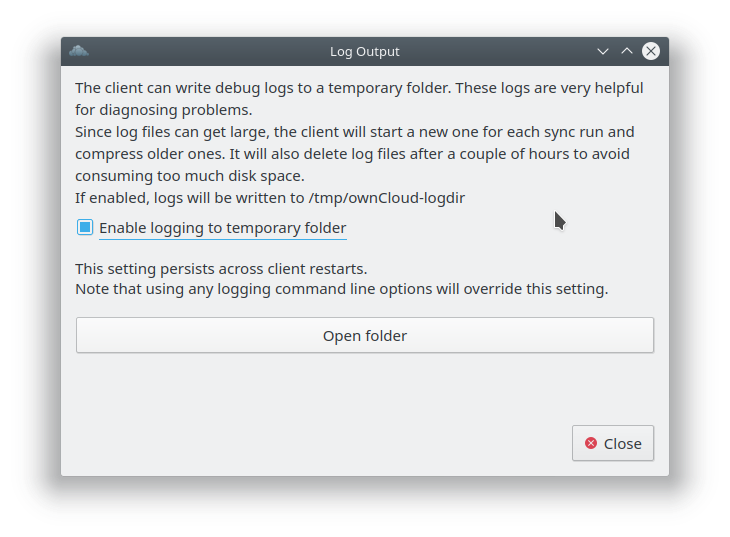 Log Output
The client can write debug logs to a temporary folder. These logs are very helpful
for diagnosing problems.
Since log files can get large, the client will start a new one for each sync run and
compress older ones. It will also delete log files after a couple of hours to avoid
consuming too much disk space.
If enabled, logs will be written to /tmp/ownCloud-logdir
Enable logging to temporary folder
This setting persists across client restarts.
Note that using any logging command line options will override this setting.
Open folder
Close